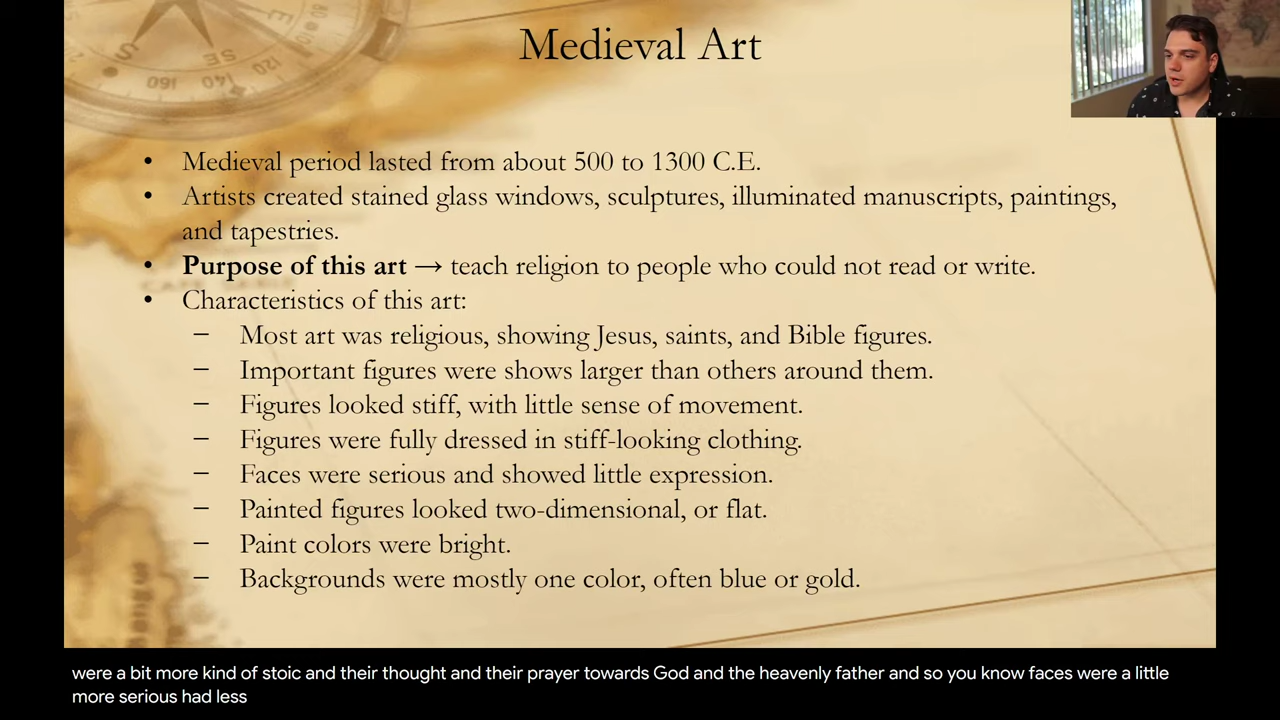 Medieval Art
• Medieval period lasted from about 500 to 1300 C.E.
• Artists created stained glass windows, sculptures, illuminated manuscripts, paintings,
and tapestries.
• Purpose of this art → teach religion to people who could not read or write.
• Characteristics of this art:
– Most art was religious, showing Jesus, saints, and Bible figures.
– Important figures were shows larger than others around them.
– Figures looked stiff, with little sense of movement.
– Figures were fully dressed in stiff-looking clothing.
– Faces were serious and showed little expression.
– Painted figures looked two-dimensional, or flat.
– Paint colors were bright.
– Backgrounds were mostly one color, often blue or gold.
were a bit more kind of stoic and their thought and their prayer towards God and the heavenly father and so you know faces were a little
more serious had less